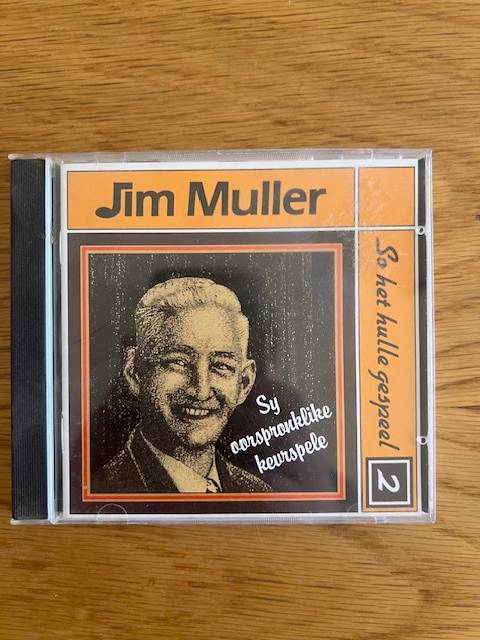 Jim Muller
So het hulle gespeel
2
Sy
oorspronklike
keurspele